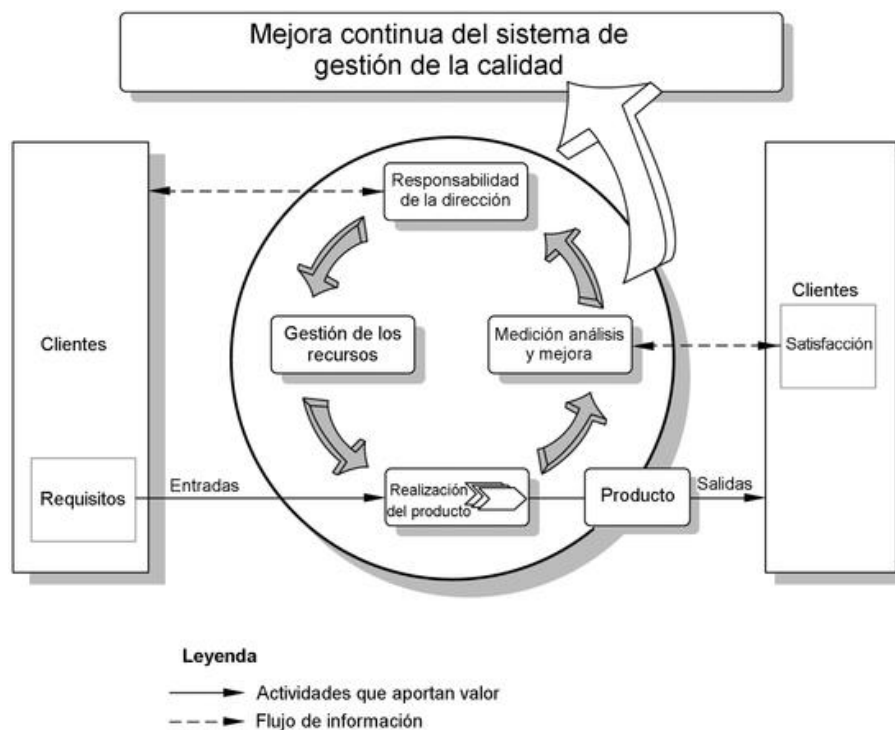 Mejora continua del sistema de
gestión de la calidad
Responsabilidad
de la dirección
Clientes
Gestión de los
recursos
Medición análisis
y mejora
Clientes
Satisfacción
Requisitos
Entradas
Realización
del producto
Producto
Salidas
Leyenda
Actividades que aportan valor
Flujo de información